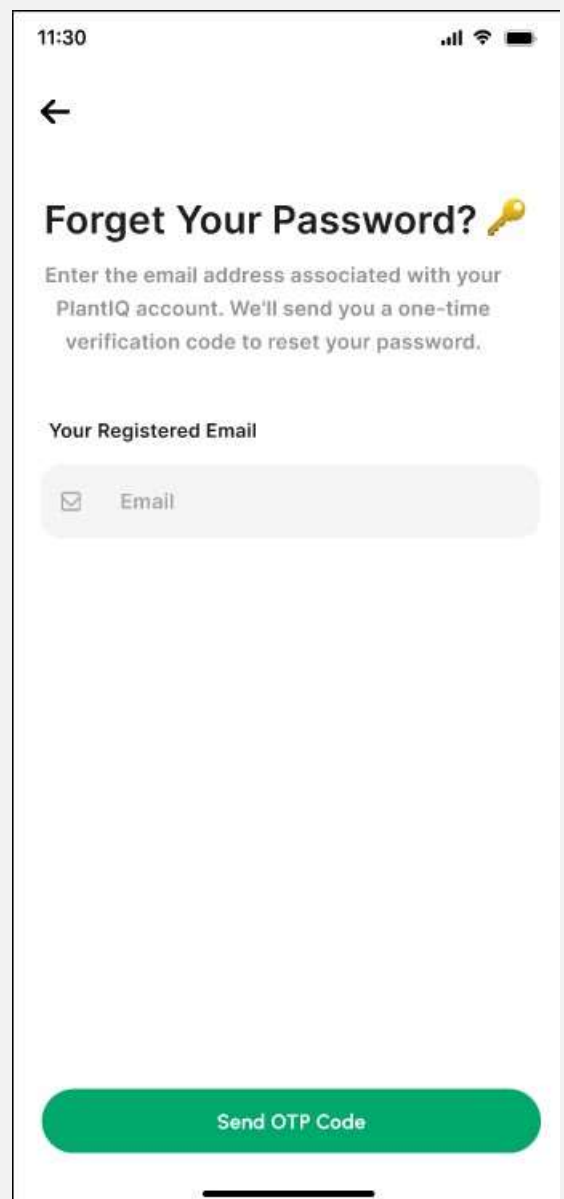 11:30
Forget Your Password? 🔑
Enter the email address associated with your
PlantIQ account. We'll send you a one-time
verification code to reset your password.
Your Registered Email
Email
Send OTP Code